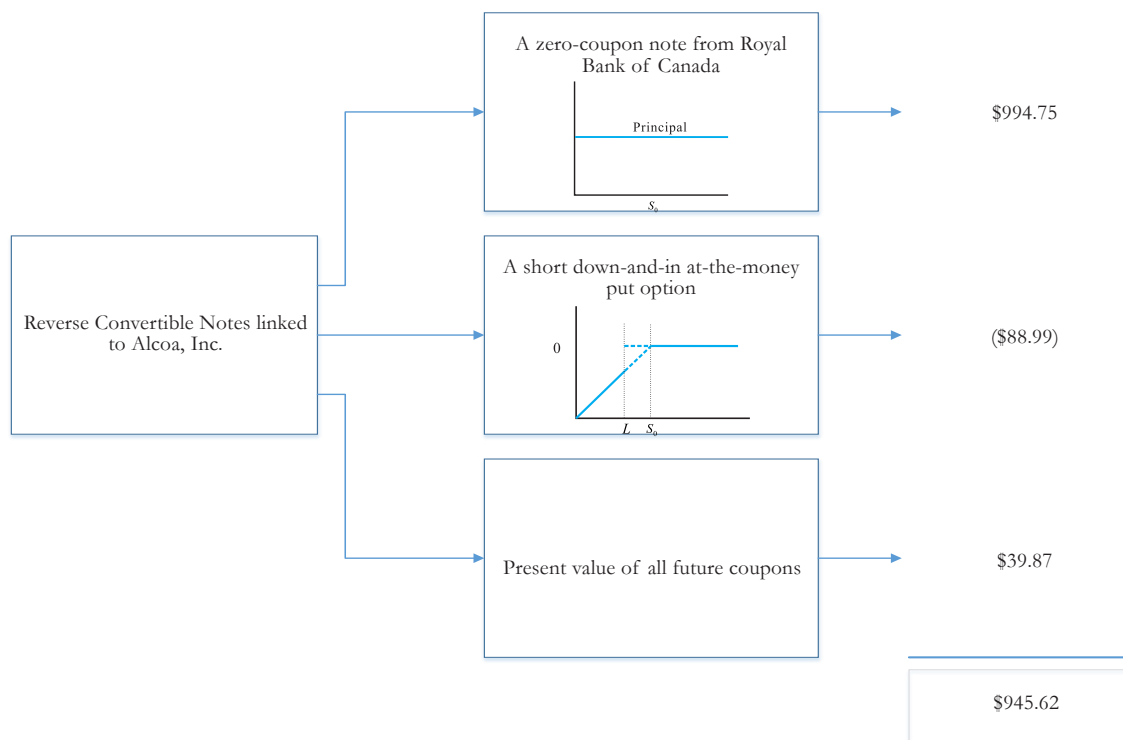 A zero-coupon note from Royal
Bank of Canada
Principal
S₀
$994.75
Reverse Convertible Notes linked
to Alcoa, Inc.
A short down-and-in at-the-money
put option
0
L S₀
($88.99)
Present value of all future coupons
$39.87
$945.62